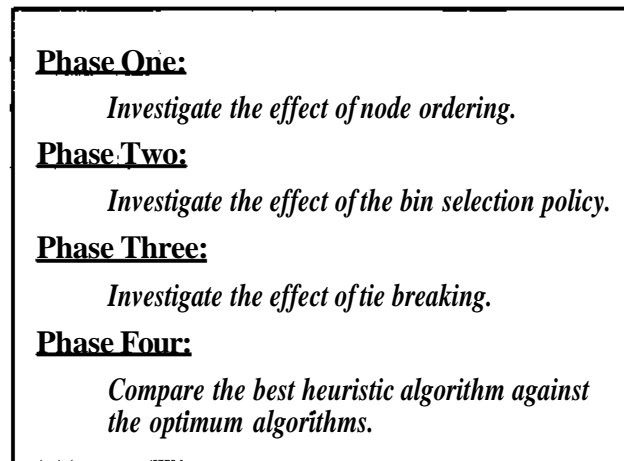 Phase One:
Investigate the effect of node ordering.
Phase Two:
Investigate the effect of the bin selection policy.
Phase Three:
Investigate the effect of tie breaking.
Phase Four:
Compare the best heuristic algorithm against
the optimum algorithms.